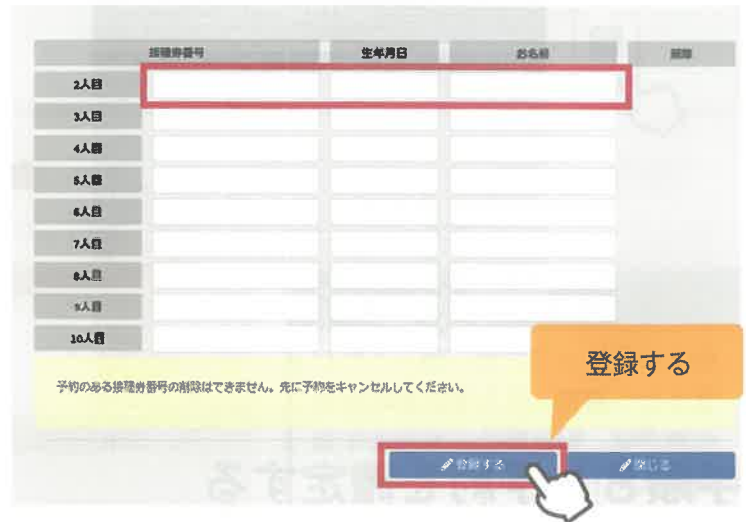 接種券番号 生年月日 お名前 解除
2人目
3人目
4人目
5人目
6人目
7人目
8人目
9人目
10人目
登録する
予約のある接種券番号の削除はできません。先に予約をキャンセルしてください。
登録する 閉じる